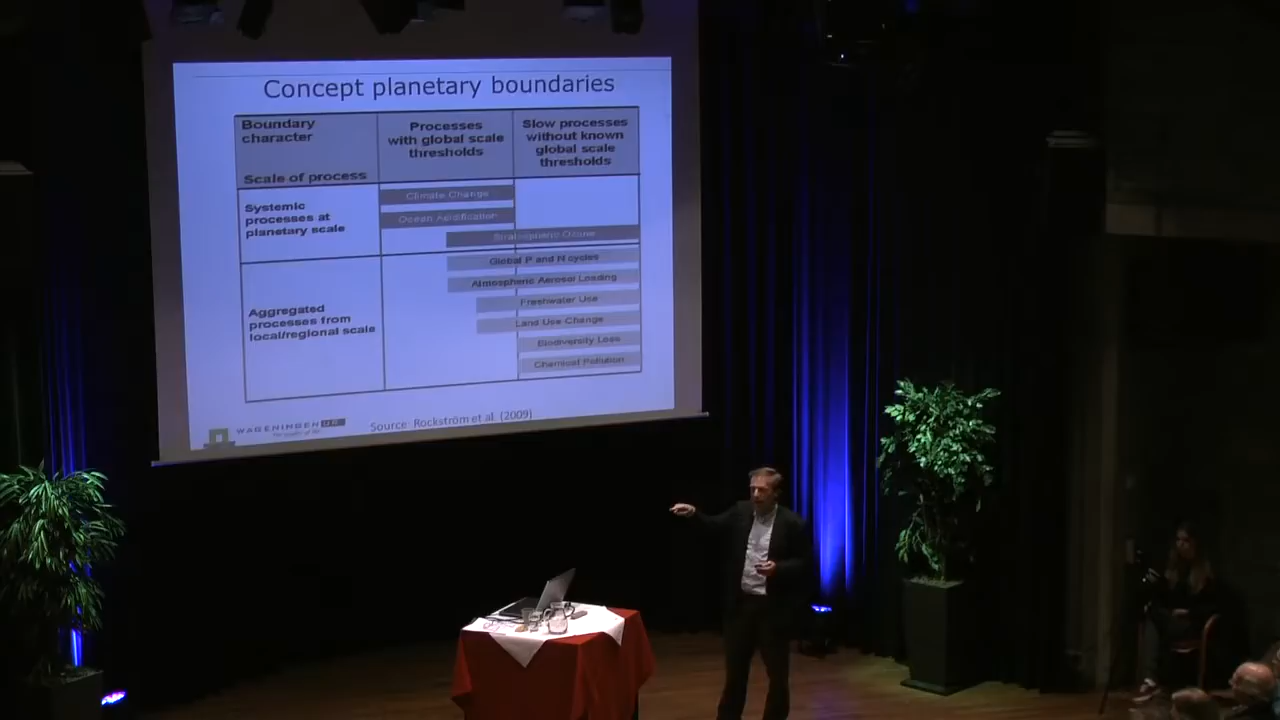 Concept planetary boundaries
Boundary
character
Scale of process
Processes
with global scale
thresholds
Slow processes
without known
global scale
thresholds
Systemic
processes at
planetary scale
Climate Change
Ocean Acidification
Stratospheric Ozone
Aggregated
processes from
local/regional scale
Global P and N cycles
Atmospheric Aerosol Loading
Freshwater Use
Land Use Change
Biodiversity Loss
Chemical Pollution
WAGENINGEN UR
Source: Rockström et al. (2009)